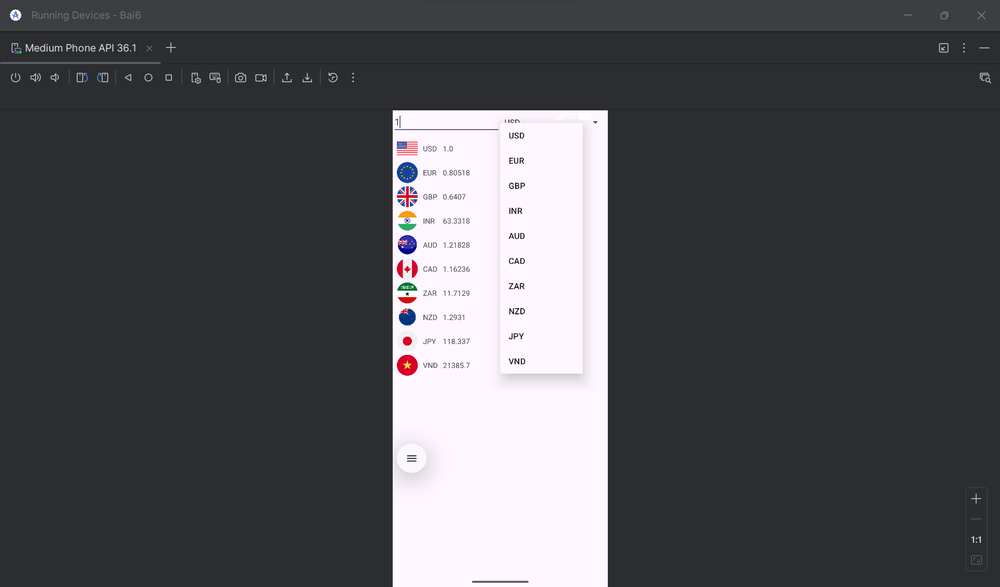 Running Devices - Bai6
Medium Phone API 36.1
1
USD
USD 1.0
EUR 0.80518
GBP 0.6407
INR 63.3318
AUD 1.21828
CAD 1.16236
ZAR 11.7129
NZD 1.2931
JPY 118.337
VND 21385.7
USD
EUR
GBP
INR
AUD
CAD
ZAR
NZD
JPY
VND
1:1